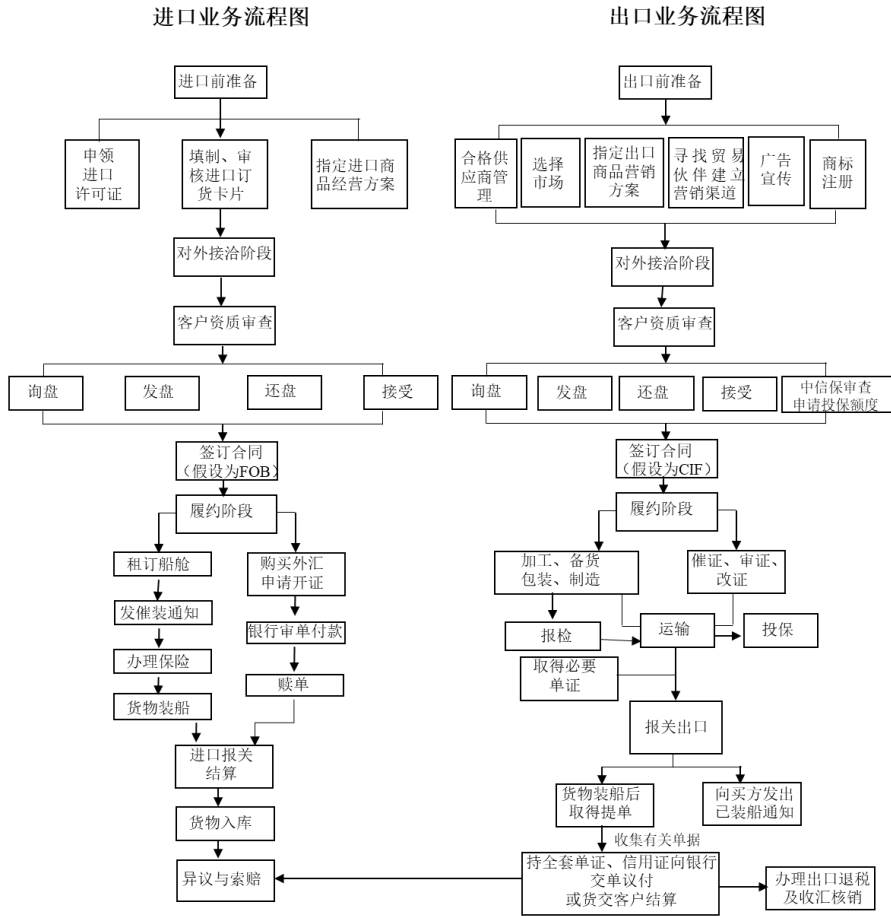 进口业务流程图
进口前准备
申领
进口
许可证
填制、审
核进口订
货卡片
指定进口商
品经营方案
对外接洽阶段
客户资质审查
询盘
发盘
还盘
接受
签订合同
（假设为FOB）
履约阶段
租订船舱
发催装通知
办理保险
货物装船
购买外汇
申请开证
银行审单付款
赎单
进口报关
结算
货物入库
异议与索赔
出口业务流程图
出口前准备
合格供
应商管
理
选择
市场
指定出口
商品营销
方案
寻找贸易
伙伴建立
营销渠道
广告
宣传
商标
注册
对外接洽阶段
客户资质审查
询盘
发盘
还盘
接受
中信保审查
申请投保额度
签订合同
（假设为CIF）
履约阶段
加工、备货
包装、制造
催证、审证、
改证
报检
运输
投保
取得必要
单证
报关出口
货物装船后
取得提单
向买方发出
已装船通知
收集有关单据
持全套单证、信用证向银行
交单议付
或货交客户结算
办理出口退税
及收汇核销